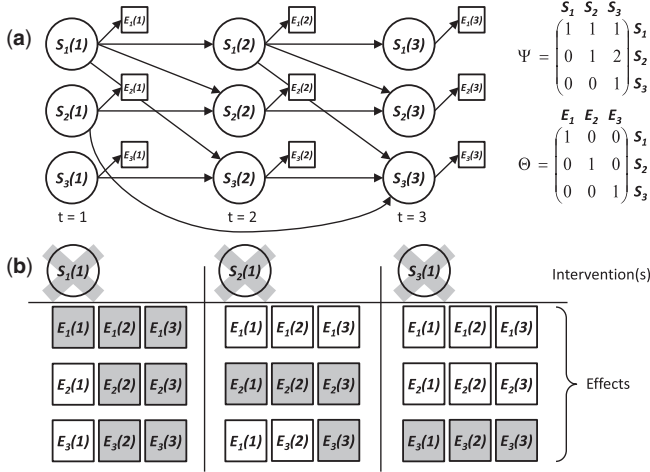 (a)
E₁(1) E₁(2) E₁(3)
S₁(1) S₁(2) S₁(3)
E₂(1) E₂(2) E₂(3)
S₂(1) S₂(2) S₂(3)
E₃(1) E₃(2) E₃(3)
S₃(1) S₃(2) S₃(3)
t = 1 t = 2 t = 3
S₁ S₂ S₃
1 1 1 S₁
Ψ = 0 1 2 S₂
0 0 1 S₃
E₁ E₂ E₃
1 0 0 S₁
Θ = 0 1 0 S₂
0 0 1 S₃
(b)
S₁(1) S₂(1) S₃(1) Intervention(s)
E₁(1) E₁(2) E₁(3) E₁(1) E₁(2) E₁(3) E₁(1) E₁(2) E₁(3)
E₂(1) E₂(2) E₂(3) E₂(1) E₂(2) E₂(3) E₂(1) E₂(2) E₂(3) Effects
E₃(1) E₃(2) E₃(3) E₁(1) E₃(2) E₃(3) E₃(1) E₃(2) E₃(3)